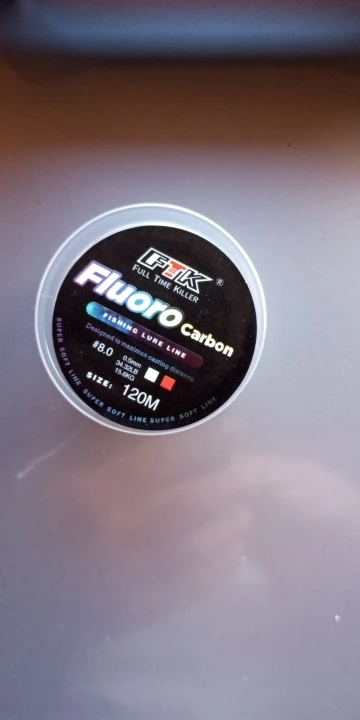 FTK®
FULL TIME KILLER
Fluoro Carbon
FISHING LURE LINE
Designed to maximun casting distance
#8.0
0.5mm
34.32LB
15.6KG
SIZE: 120M
SUPER SOFT LINE SUPER SOFT LINE SUPER SOFT LINE